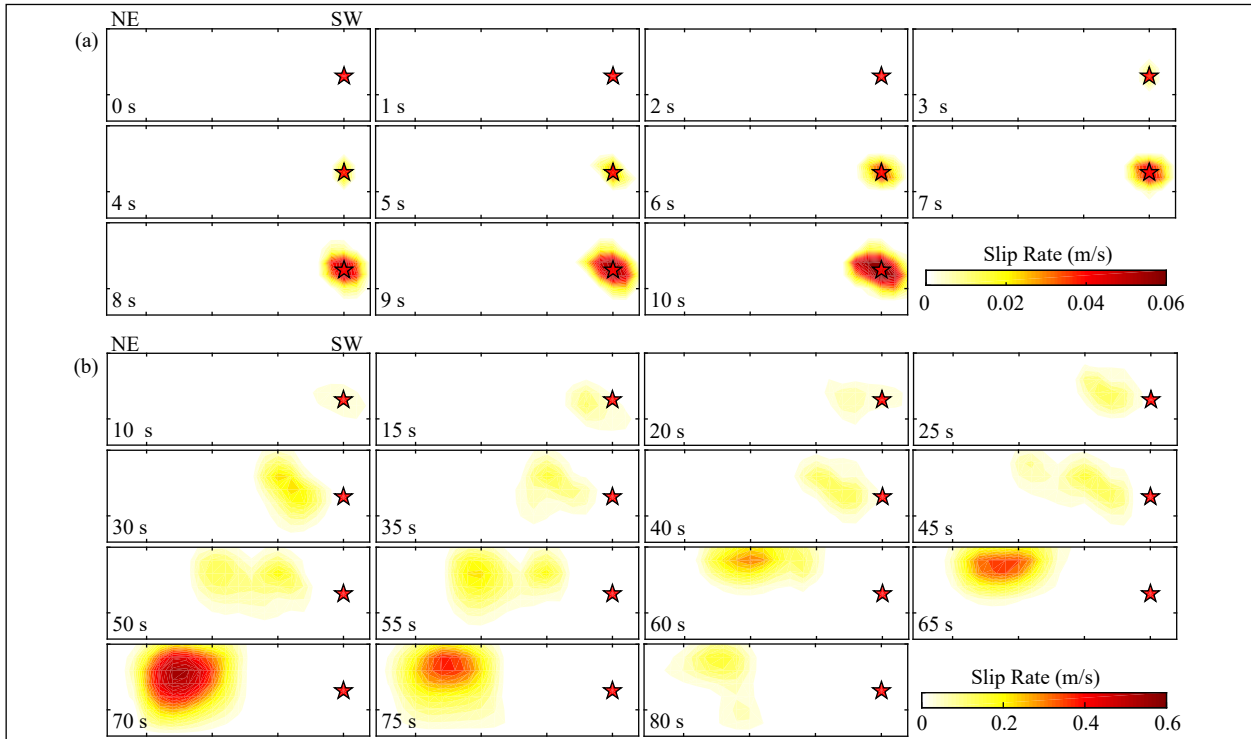 NE SW
(a)
0 s 1 s 2 s 3 s
4 s 5 s 6 s 7 s
Slip Rate (m/s)
0 0.02 0.04 0.06
8 s 9 s 10 s
NE SW
(b)
10 s 15 s 20 s 25 s
30 s 35 s 40 s 45 s
50 s 55 s 60 s 65 s
Slip Rate (m/s)
0 0.2 0.4 0.6
70 s 75 s 80 s